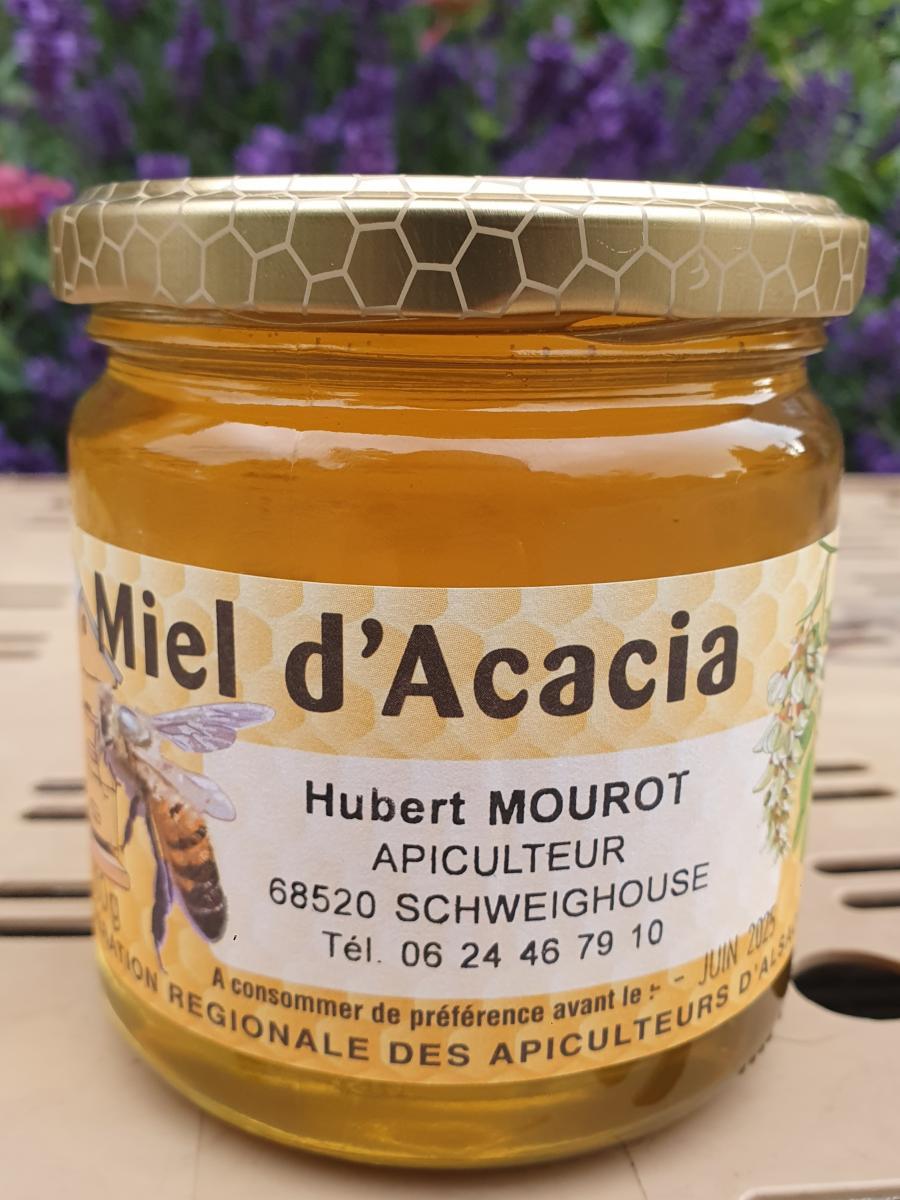 Miel d'Acacia
Hubert MOUROT
APICULTEUR
68520 SCHWEIGHOUSE
Tél. 06 24 46 79 10
A consommer de préférence avant le :- - JUIN 2025
REGIONALE DES APICULTEURS